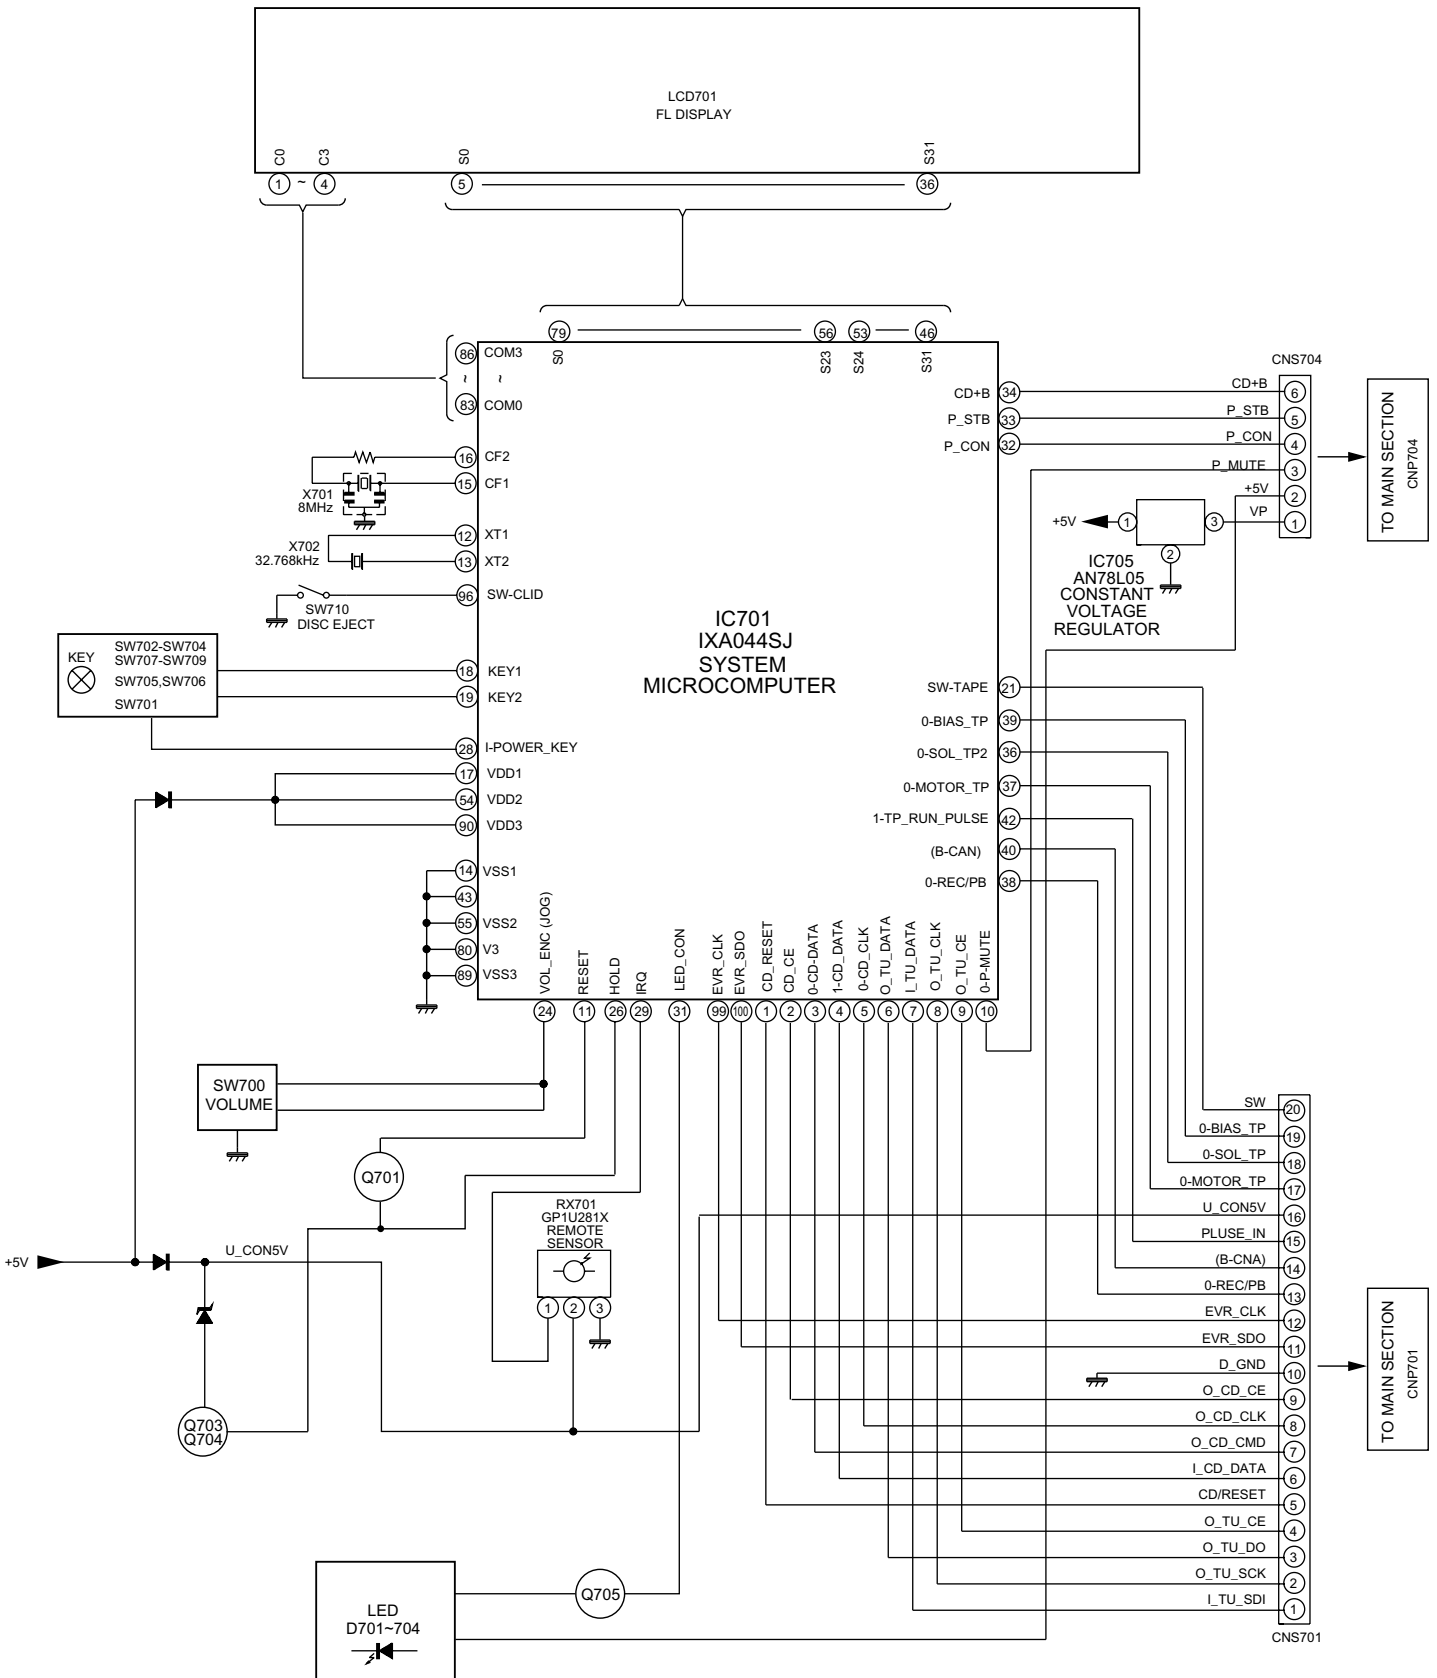 LCD701
FL DISPLAY
C0
C3
S0
S31
1 ~ 4
5
36
79
56
53
46
S0
S23
S24
S31
86 COM3
~ ~
83 COM0
16 CF2
15 CF1
X701
8MHz
12 XT1
13 XT2
X702
32.768kHz
96 SW-CLID
SW710
DISC EJECT
KEY
SW702-SW704
SW707-SW709
SW705,SW706
SW701
18 KEY1
19 KEY2
28 I-POWER_KEY
17 VDD1
54 VDD2
90 VDD3
14 VSS1
43
55 VSS2
80 V3
89 VSS3
IC701
IXA044SJ
SYSTEM
MICROCOMPUTER
CD+B 34
P_STB 33
P_CON 32
SW-TAPE 21
0-BIAS_TP 39
0-SOL_TP2 36
0-MOTOR_TP 37
1-TP_RUN_PULSE 42
(B-CAN) 40
0-REC/PB 38
CNS704
CD+B 6
P_STB 5
P_CON 4
P_MUTE 3
+5V 2
VP 1
TO MAIN SECTION
CNP704
+5V
1
3
2
IC705
AN78L05
CONSTANT
VOLTAGE
REGULATOR
VOL_ENC (JOG)
RESET
HOLD
IRQ
LED_CON
EVR_CLK
EVR_SDO
CD_RESET
CD_CE
0-CD-DATA
1-CD_DATA
0-CD_CLK
O_TU_DATA
I_TU_DATA
O_TU_CLK
O_TU_CE
0-P-MUTE
24 11 26 29 31 99 100 1 2 3 4 5 6 7 8 9 10
SW700
VOLUME
Q701
RX701
GP1U281X
REMOTE
SENSOR
1 2 3
+5V
U_CON5V
Q703
Q704
LED
D701~704
Q705
SW 20
0-BIAS_TP 19
0-SOL_TP 18
0-MOTOR_TP 17
U_CON5V 16
PLUSE_IN 15
(B-CNA) 14
0-REC/PB 13
EVR_CLK 12
EVR_SDO 11
D_GND 10
O_CD_CE 9
O_CD_CLK 8
O_CD_CMD 7
I_CD_DATA 6
CD/RESET 5
O_TU_CE 4
O_TU_DO 3
O_TU_SCK 2
I_TU_SDI 1
CNS701
TO MAIN SECTION
CNP701